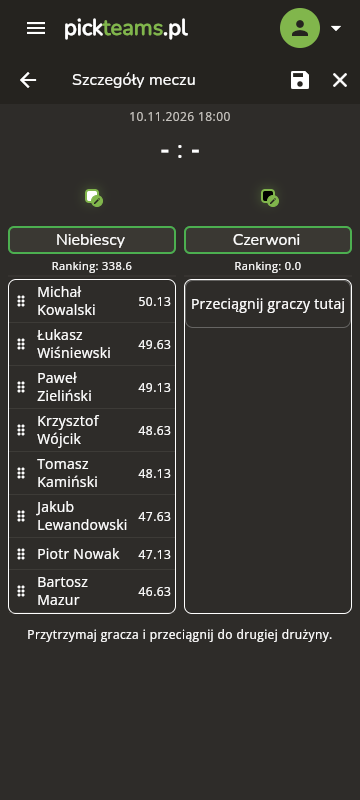 pickteams.pl
Szczegóły meczu
10.11.2026 18:00
- : -
Niebiescy
Czerwoni
Ranking: 338.6
Ranking: 0.0
Michał
Kowalski
50.13
Łukasz
Wiśniewski
49.63
Paweł
Zieliński
49.13
Krzysztof
Wójcik
48.63
Tomasz
Kamiński
48.13
Jakub
Lewandowski
47.63
Piotr Nowak
47.13
Bartosz
Mazur
46.63
Przeciągnij graczy tutaj
Przytrzymaj gracza i przeciągnij do drugiej drużyny.